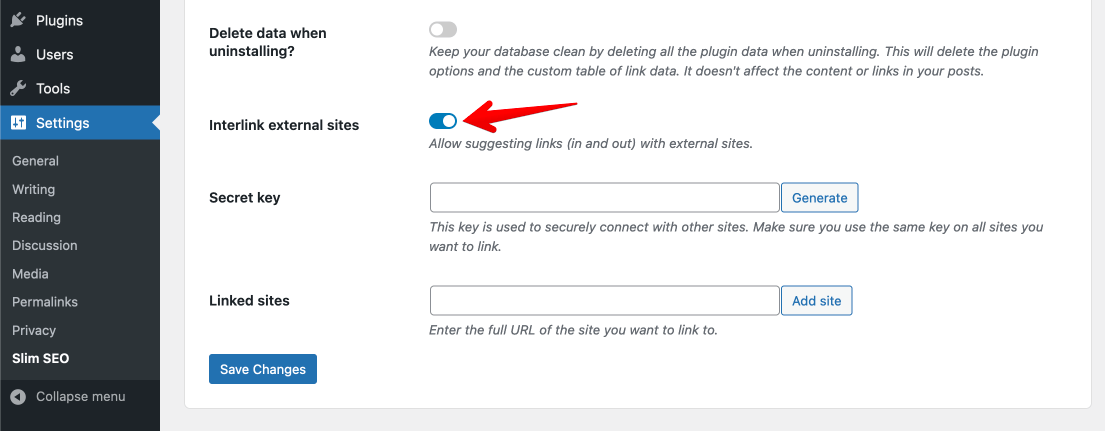 Plugins
Users
Tools
Settings
General
Writing
Reading
Discussion
Media
Permalinks
Privacy
Slim SEO
Collapse menu
Delete data when
uninstalling?
Keep your database clean by deleting all the plugin data when uninstalling. This will delete the plugin
options and the custom table of link data. It doesn't affect the content or links in your posts.
Interlink external sites
Allow suggesting links (in and out) with external sites.
Secret key
Generate
This key is used to securely connect with other sites. Make sure you use the same key on all sites you
want to link.
Linked sites
Add site
Enter the full URL of the site you want to link to.
Save Changes